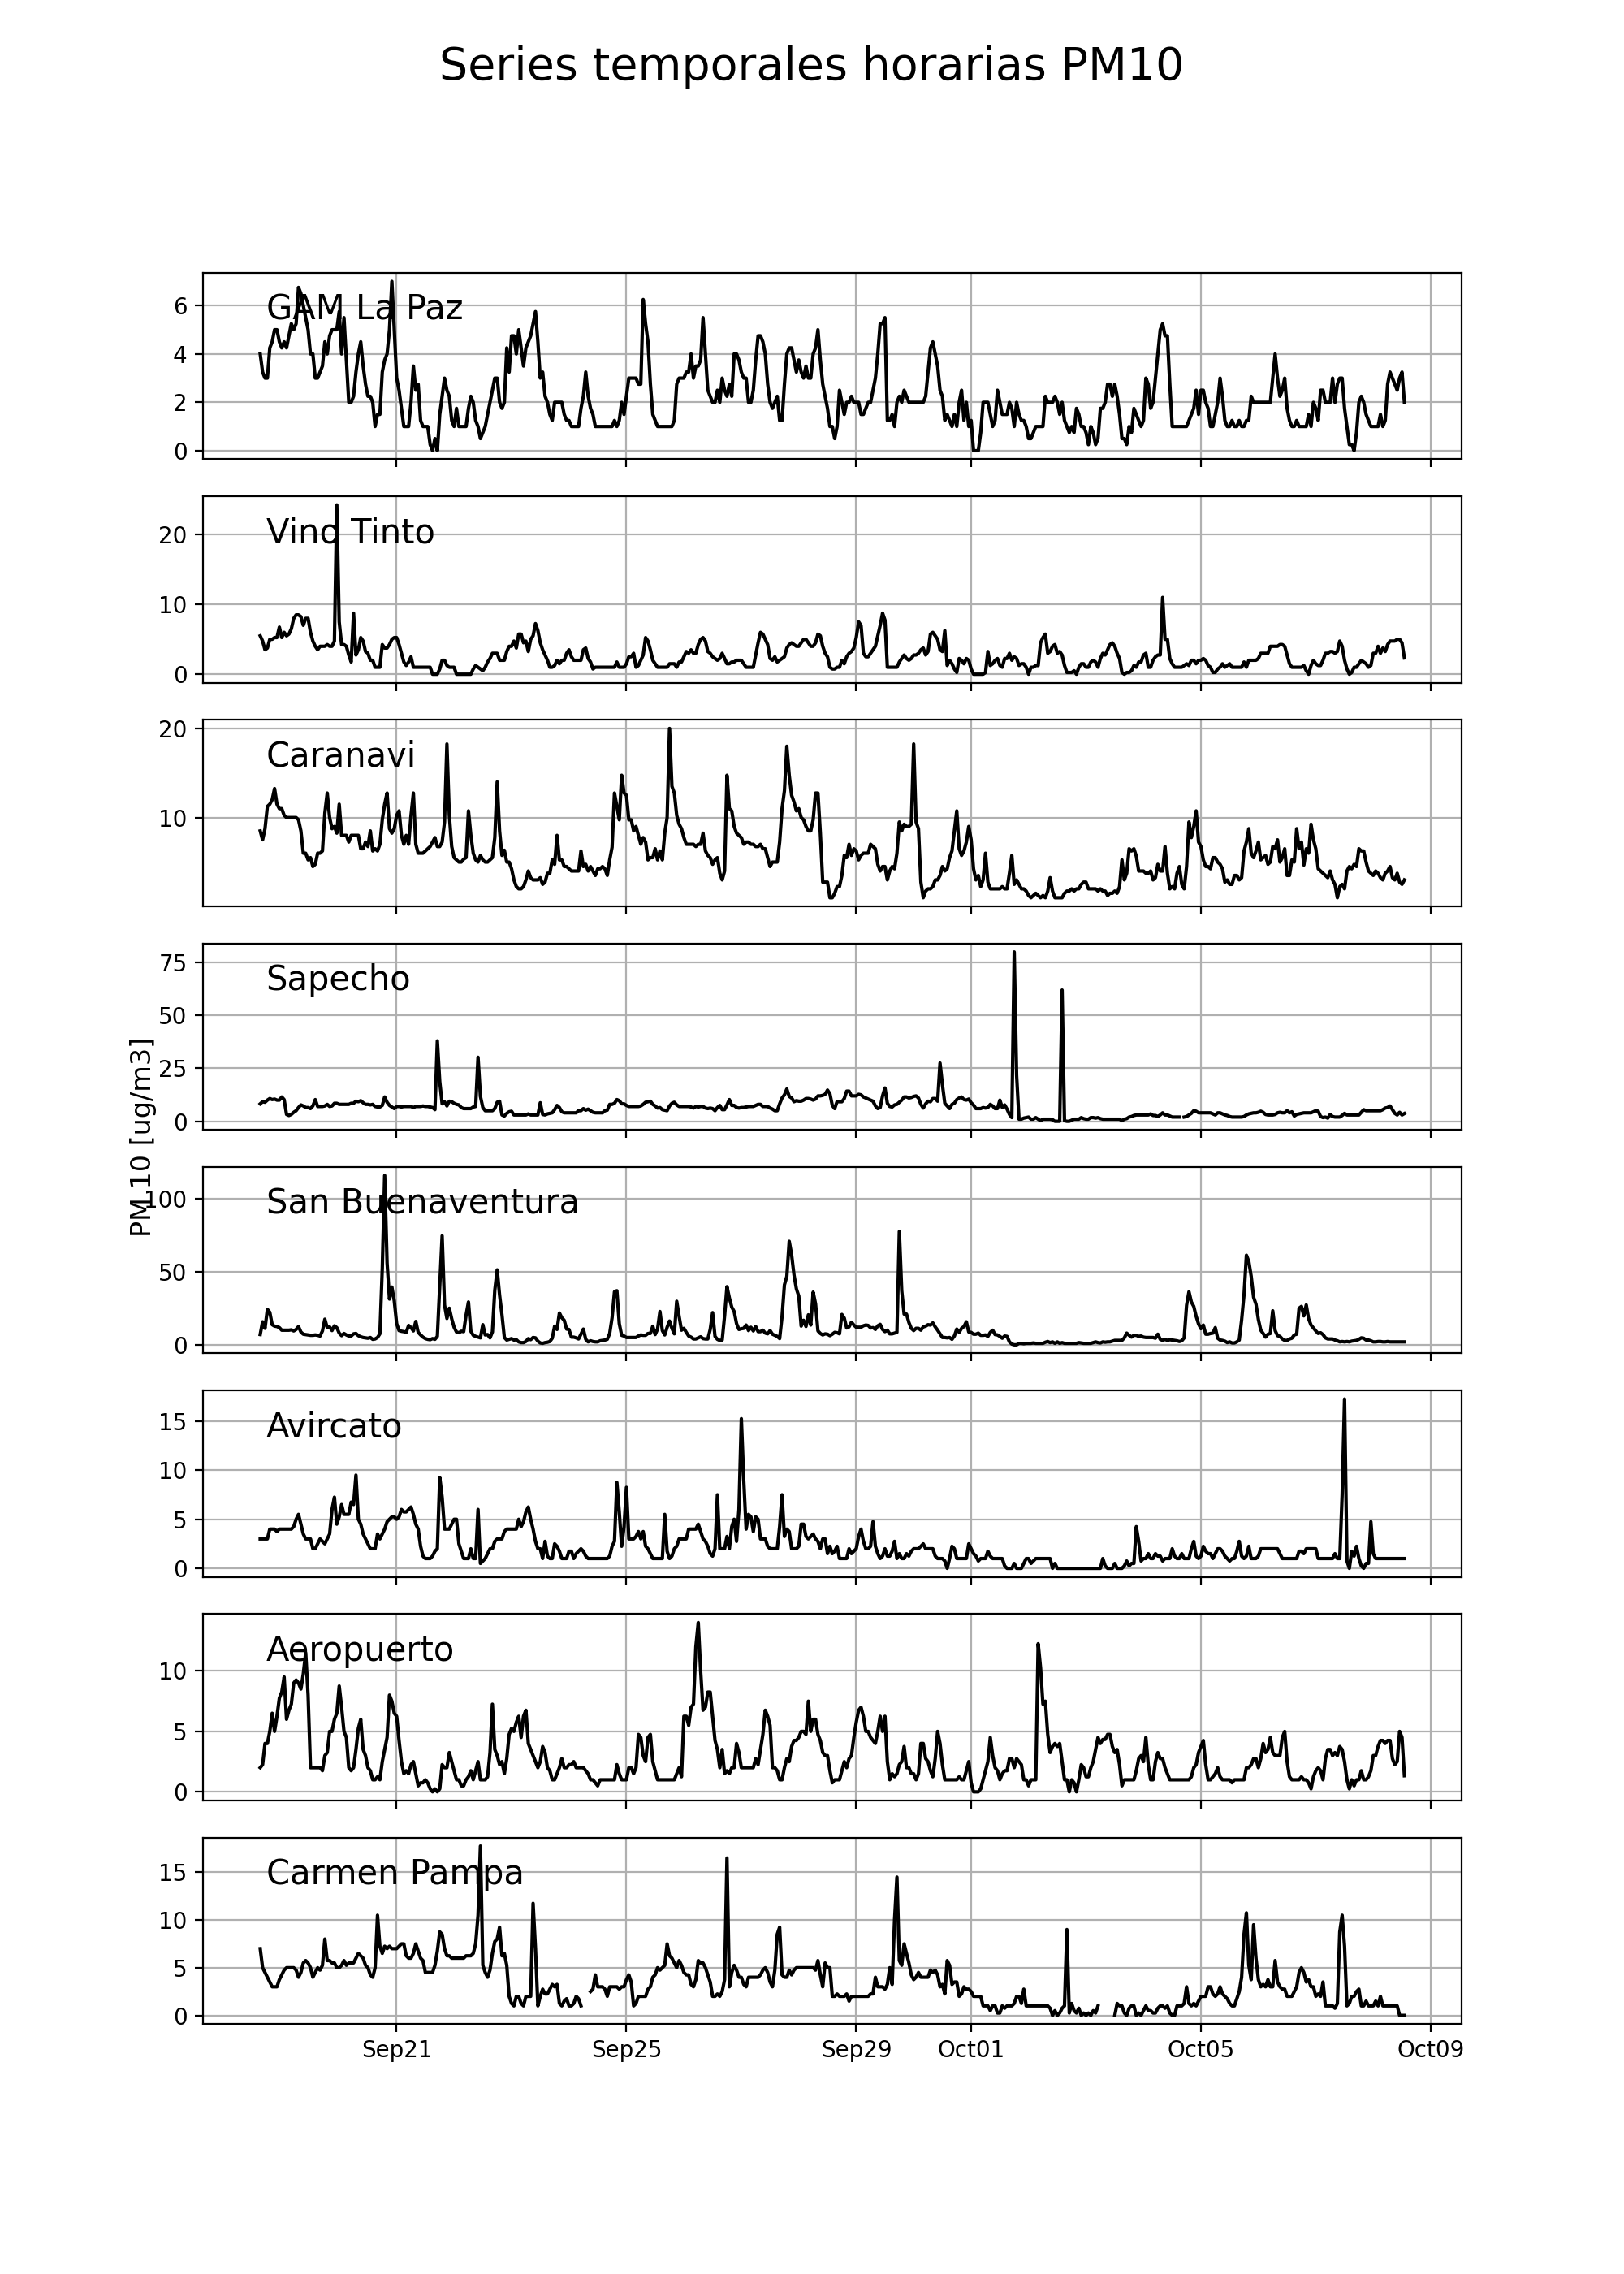 Series temporales horarias PM10
GAM La Paz
6
4
2
0
Vino Tinto
20
10
0
Caranavi
20
10
Sapecho
75
50
25
0
PM 10 [ug/m3]
San Buenaventura
100
50
0
Avircato
15
10
5
0
Aeropuerto
10
5
0
Carmen Pampa
15
10
5
0
Sep21 Sep25 Sep29 Oct01 Oct05 Oct09